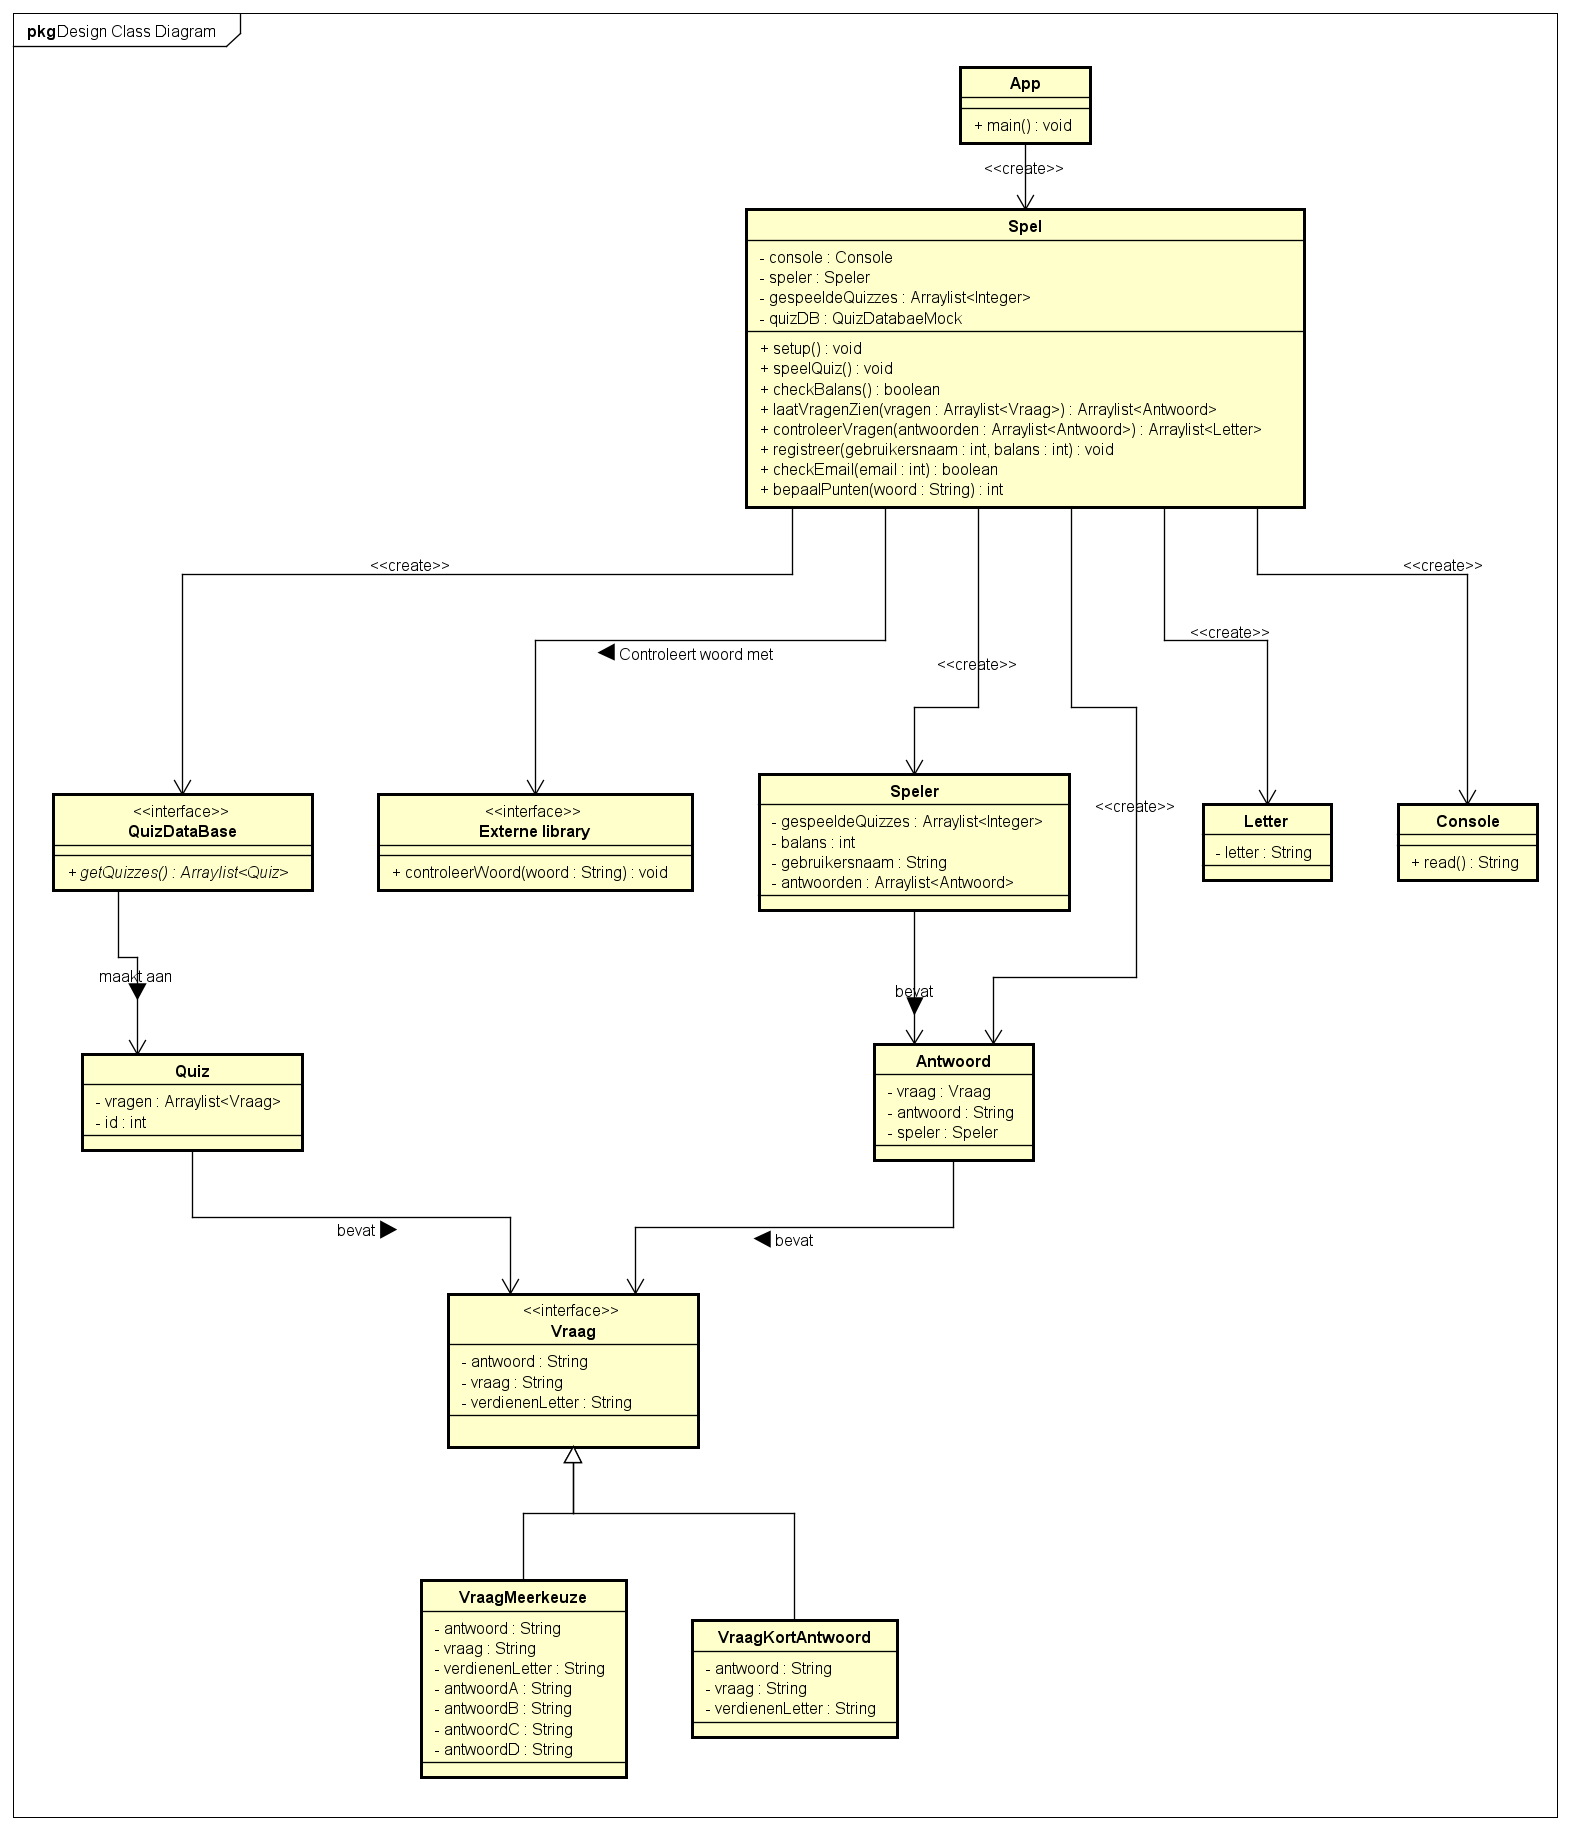 pkg Design Class Diagram
App
+ main() : void
<<create>>
Spel
- console : Console
- speler : Speler
- gespeeldeQuizzes : Arraylist<Integer>
- quizDB : QuizDatabaeMock
+ setup() : void
+ speelQuiz() : void
+ checkBalans() : boolean
+ laatVragenZien(vragen : Arraylist<Vraag>) : Arraylist<Antwoord>
+ controleerVragen(antwoorden : Arraylist<Antwoord>) : Arraylist<Letter>
+ registreer(gebruikersnaam : int, balans : int) : void
+ checkEmail(email : int) : boolean
+ bepaalPunten(woord : String) : int
<<create>>
<<create>>
<<create>>
Controleert woord met
<<create>>
<<create>>
<<interface>>
QuizDataBase
+ getQuizzes() : Arraylist<Quiz>
<<interface>>
Externe library
+ controleerWoord(woord : String) : void
Speler
- gespeeldeQuizzes : Arraylist<Integer>
- balans : int
- gebruikersnaam : String
- antwoorden : Arraylist<Antwoord>
Letter
- letter : String
Console
+ read() : String
maakt aan
bevat
Quiz
- vragen : Arraylist<Vraag>
- id : int
Antwoord
- vraag : Vraag
- antwoord : String
- speler : Speler
bevat
bevat
<<interface>>
Vraag
- antwoord : String
- vraag : String
- verdienenLetter : String
VraagMeerkeuze
- antwoord : String
- vraag : String
- verdienenLetter : String
- antwoordA : String
- antwoordB : String
- antwoordC : String
- antwoordD : String
VraagKortAntwoord
- antwoord : String
- vraag : String
- verdienenLetter : String